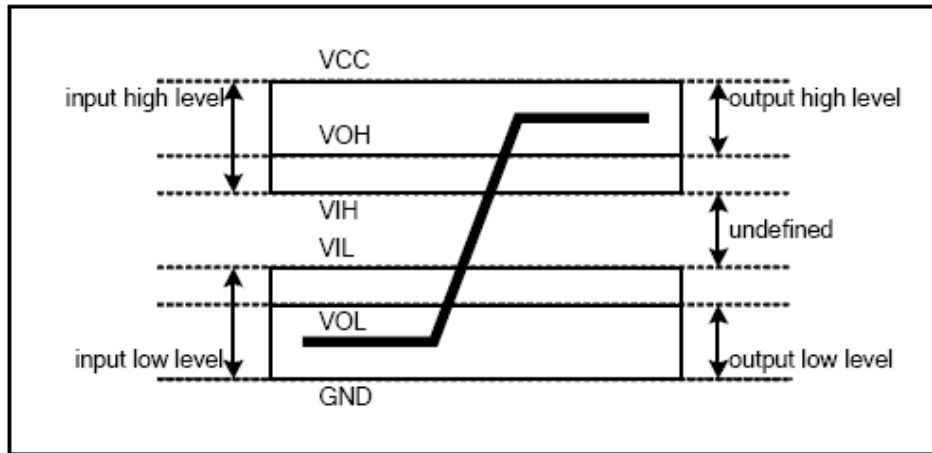 VCC
input high level
output high level
VOH
VIH
undefined
VIL
VOL
input low level
output low level
GND